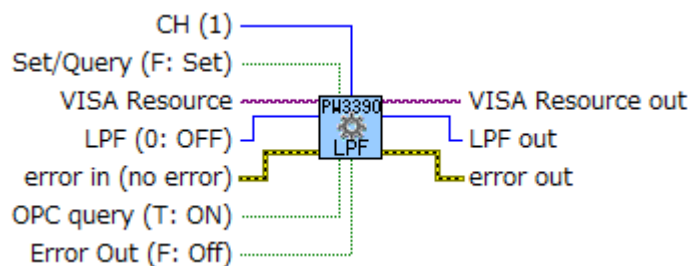 CH (1)
Set/Query (F: Set)
VISA Resource
PW3390
VISA Resource out
LPF (0: OFF)
LPF
LPF out
error in (no error)
error out
OPC query (T: ON)
Error Out (F: Off)